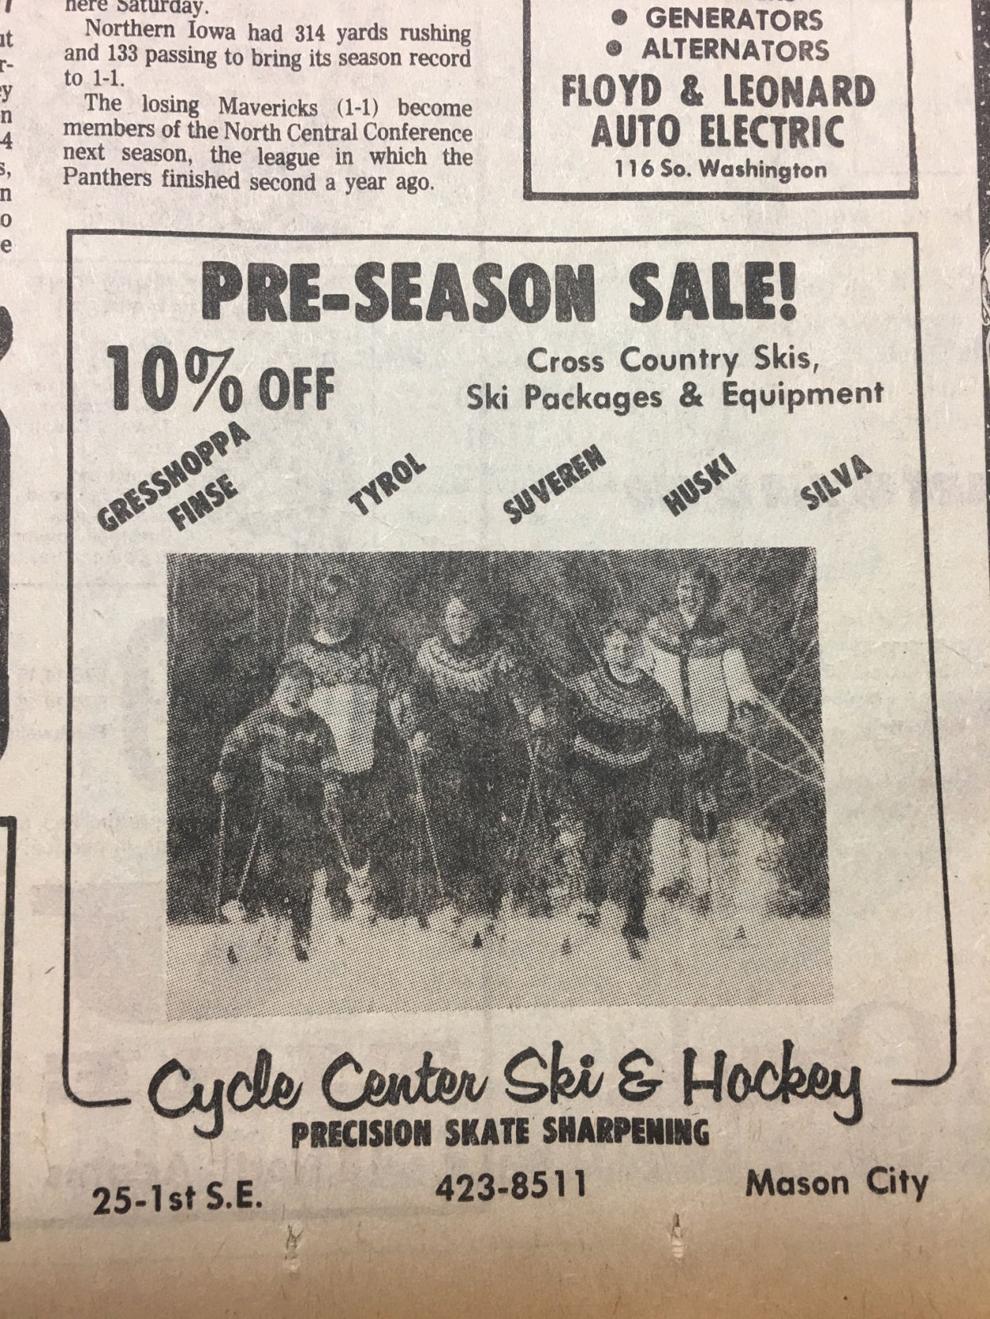 here Saturday.
Northern Iowa had 314 yards rushing
and 133 passing to bring its season record
to 1-1.
The losing Mavericks (1-1) become
members of the North Central Conference
next season, the league in which the
Panthers finished second a year ago.
• GENERATORS
• ALTERNATORS
FLOYD & LEONARD
AUTO ELECTRIC
116 So. Washington
PRE-SEASON SALE!
10% OFF
Cross Country Skis,
Ski Packages & Equipment
GRESSHOPPA
FINSE
TYROL
SUVEREN
HUSKI
SILVA
Cycle Center Ski & Hockey
PRECISION SKATE SHARPENING
25-1st S.E.
423-8511
Mason City